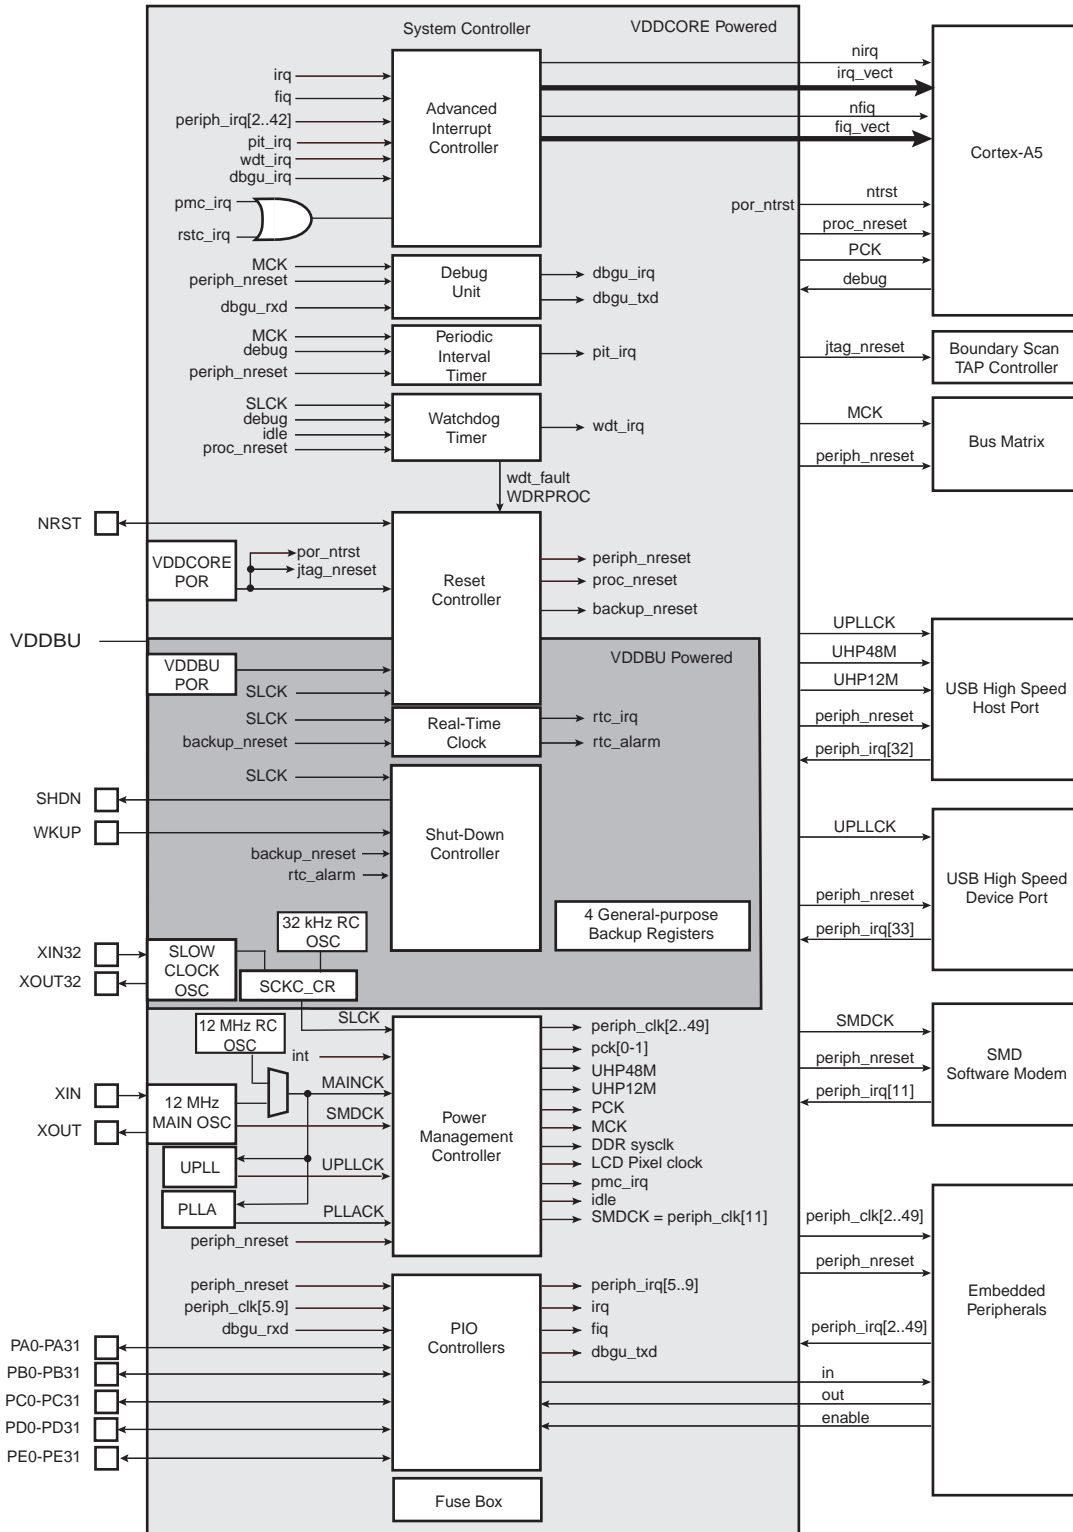 System Controller
VDDCORE Powered
irq
fiq
periph_irq[2..42]
pit_irq
wdt_irq
dbgu_irq
pmc_irq
rstc_irq
Advanced
Interrupt
Controller
nirq
irq_vect
nfiq
fiq_vect
por_ntrst
ntrst
proc_nreset
PCK
debug
Cortex-A5
MCK
periph_nreset
dbgu_rxd
Debug
Unit
dbgu_irq
dbgu_txd
MCK
debug
periph_nreset
Periodic
Interval
Timer
pit_irq
jtag_nreset
Boundary Scan
TAP Controller
SLCK
debug
idle
proc_nreset
Watchdog
Timer
wdt_irq
MCK
periph_nreset
Bus Matrix
wdt_fault
WDRPROC
NRST
VDDCORE
POR
por_ntrst
jtag_nreset
Reset
Controller
periph_nreset
proc_nreset
backup_nreset
VDDBU
VDDBU Powered
VDDBU
POR
SLCK
UPLLCK
UHP48M
UHP12M
periph_nreset
periph_irq[32]
USB High Speed
Host Port
SLCK
backup_nreset
Real-Time
Clock
rtc_irq
rtc_alarm
SLCK
SHDN
WKUP
backup_nreset
rtc_alarm
Shut-Down
Controller
UPLLCK
periph_nreset
periph_irq[33]
USB High Speed
Device Port
4 General-purpose
Backup Registers
32 kHz RC
OSC
XIN32
XOUT32
SLOW
CLOCK
OSC
SCKC_CR
SLCK
12 MHz RC
OSC
int
XIN
XOUT
12 MHz
MAIN OSC
MAINCK
SMDCK
UPLL
UPLLCK
PLLA
PLLACK
periph_nreset
Power
Management
Controller
periph_clk[2..49]
pck[0-1]
UHP48M
UHP12M
PCK
MCK
DDR sysclk
LCD Pixel clock
pmc_irq
idle
SMDCK = periph_clk[11]
SMDCK
periph_nreset
periph_irq[11]
SMD
Software Modem
periph_nreset
periph_clk[5.9]
dbgu_rxd
PA0-PA31
PB0-PB31
PC0-PC31
PD0-PD31
PE0-PE31
PIO
Controllers
periph_irq[5..9]
irq
fiq
dbgu_txd
periph_clk[2..49]
periph_nreset
periph_irq[2..49]
in
out
enable
Embedded
Peripherals
Fuse Box